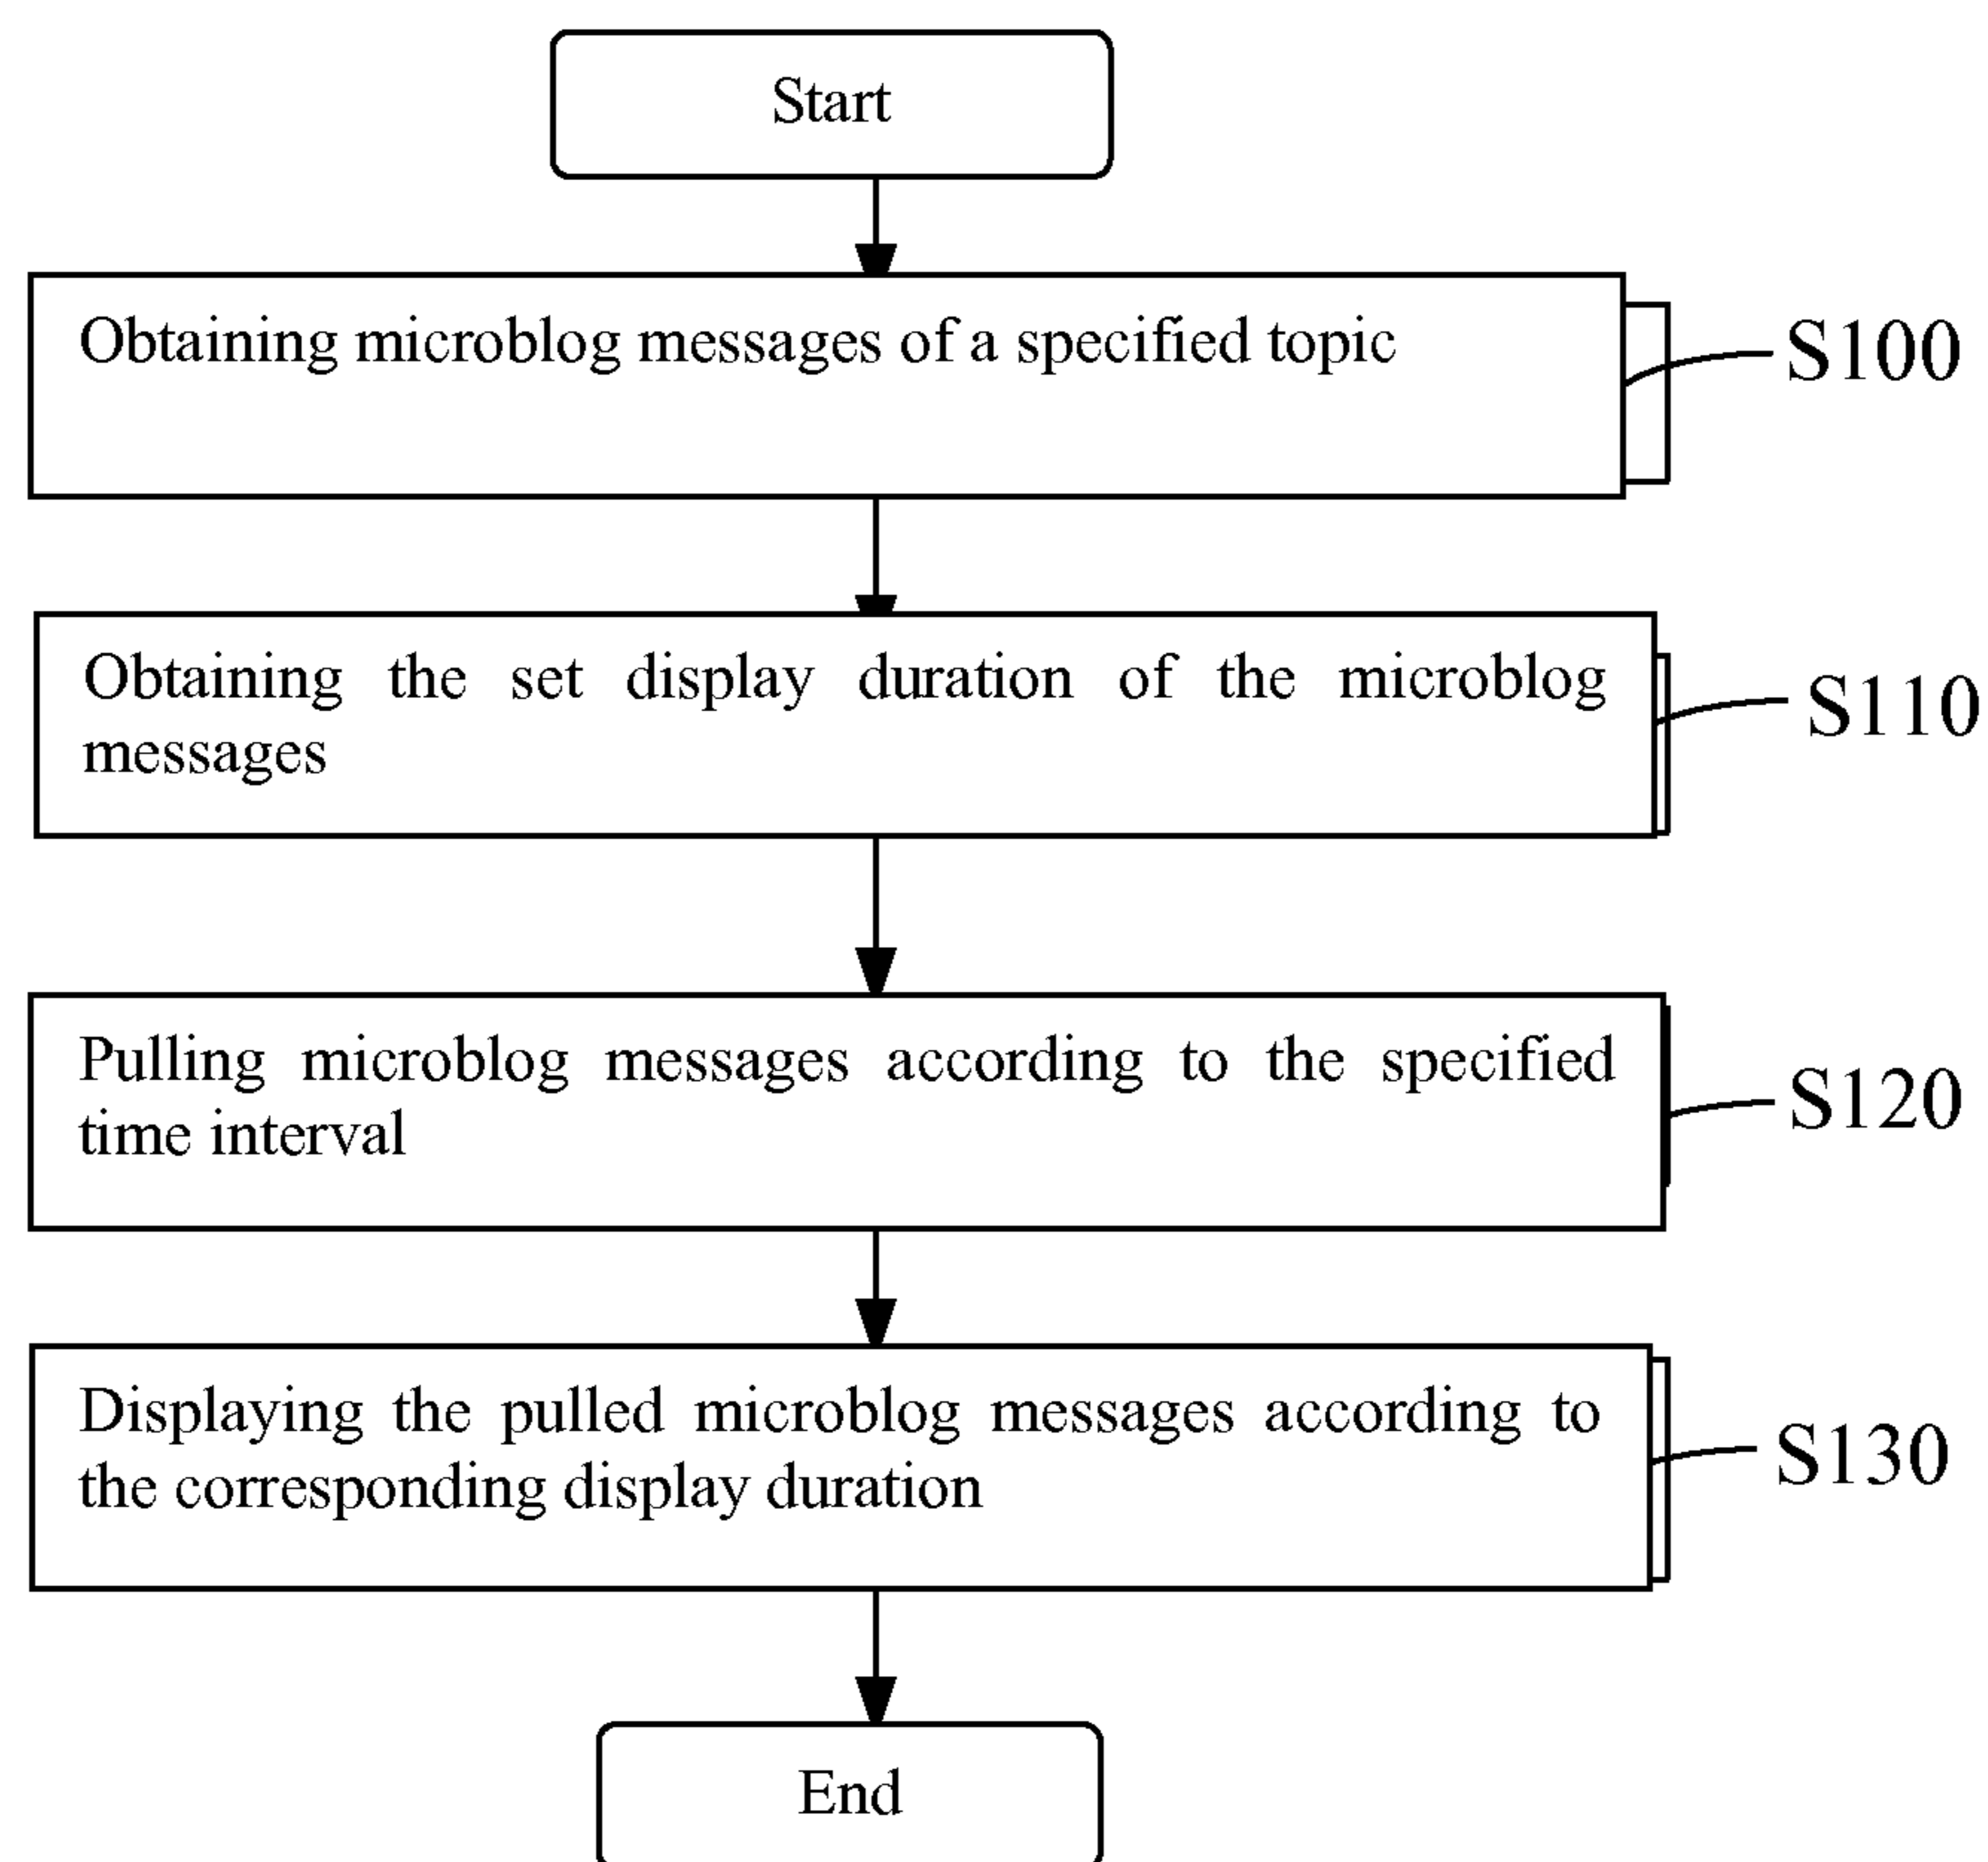 Start
Obtaining microblog messages of a specified topic
S100
Obtaining the set display duration of the microblog
messages
S110
Pulling microblog messages according to the specified
time interval
S120
Displaying the pulled microblog messages according to
the corresponding display duration
S130
End